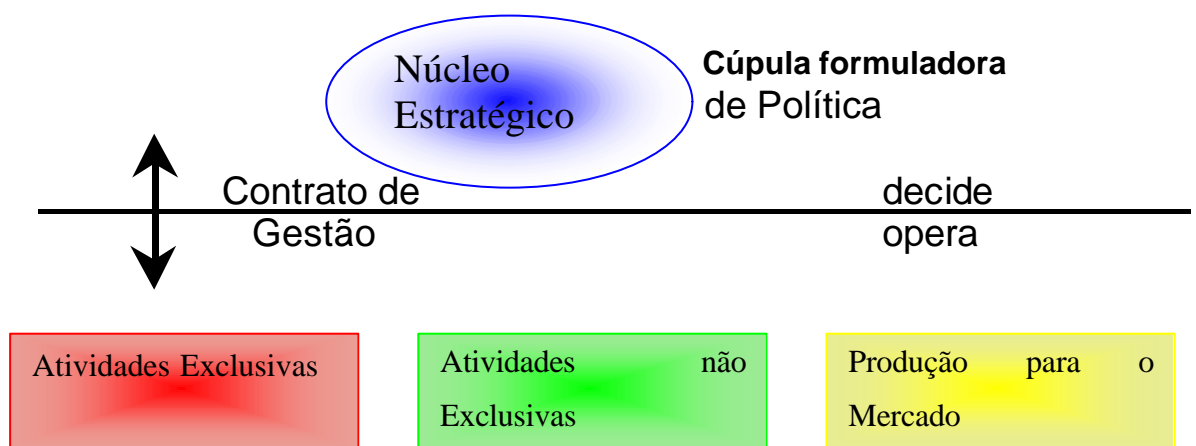 Núcleo
Estratégico
Cúpula formuladora
de Política
Contrato de
Gestão
decide
opera
Atividades Exclusivas
Atividades não
Exclusivas
Produção para o
Mercado